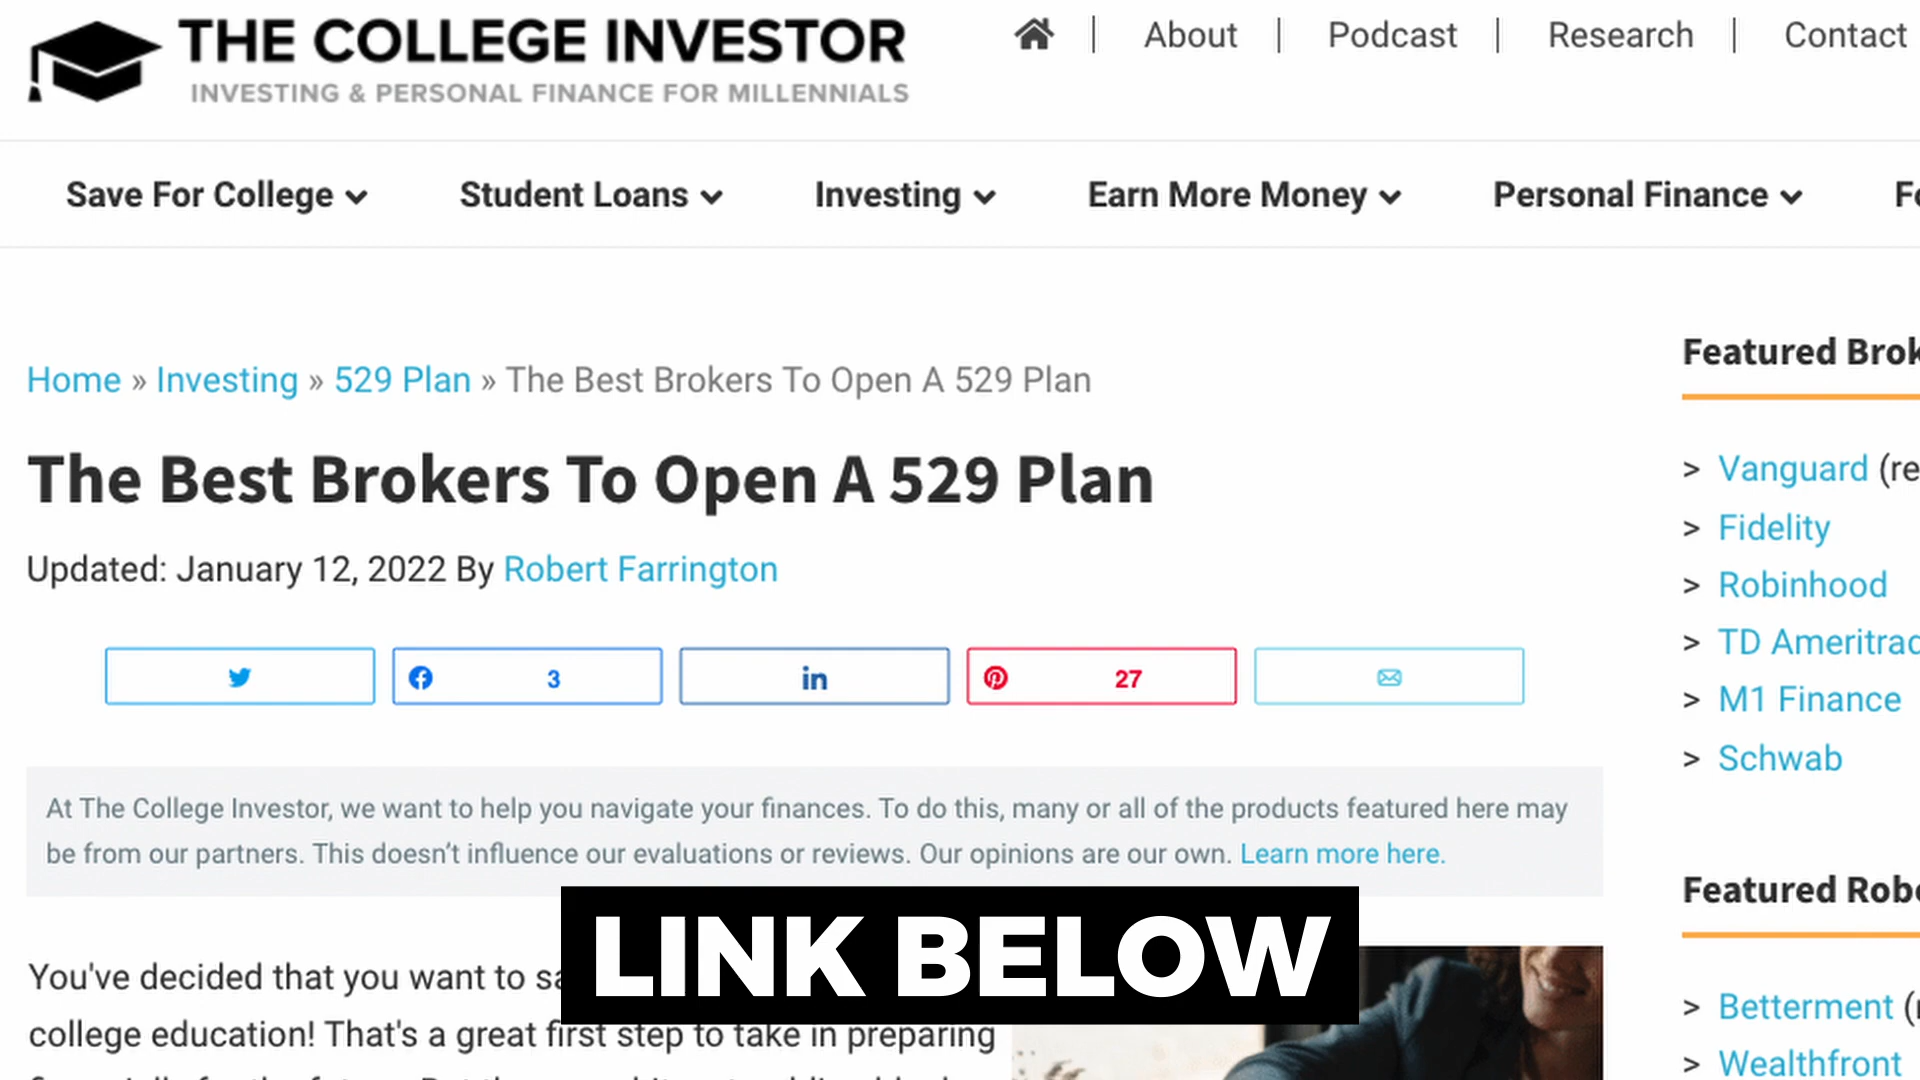 THE COLLEGE INVESTOR
INVESTING & PERSONAL FINANCE FOR MILLENNIALS
About | Podcast | Research | Contact
Save For College Student Loans Investing Earn More Money Personal Finance
Home » Investing » 529 Plan » The Best Brokers To Open A 529 Plan
The Best Brokers To Open A 529 Plan
Updated: January 12, 2022 By Robert Farrington
3 in 27
At The College Investor, we want to help you navigate your finances. To do this, many or all of the products featured here may
be from our partners. This doesn't influence our evaluations or reviews. Our opinions are our own. Learn more here.
You've decided that you want to
college education! That's a great first step to take in preparing
LINK BELOW
Featured
> Vanguard
> Fidelity
> Robinhood
> TD
> M1 Finance
> Schwab
Featured
> Betterment
> Wealthfront